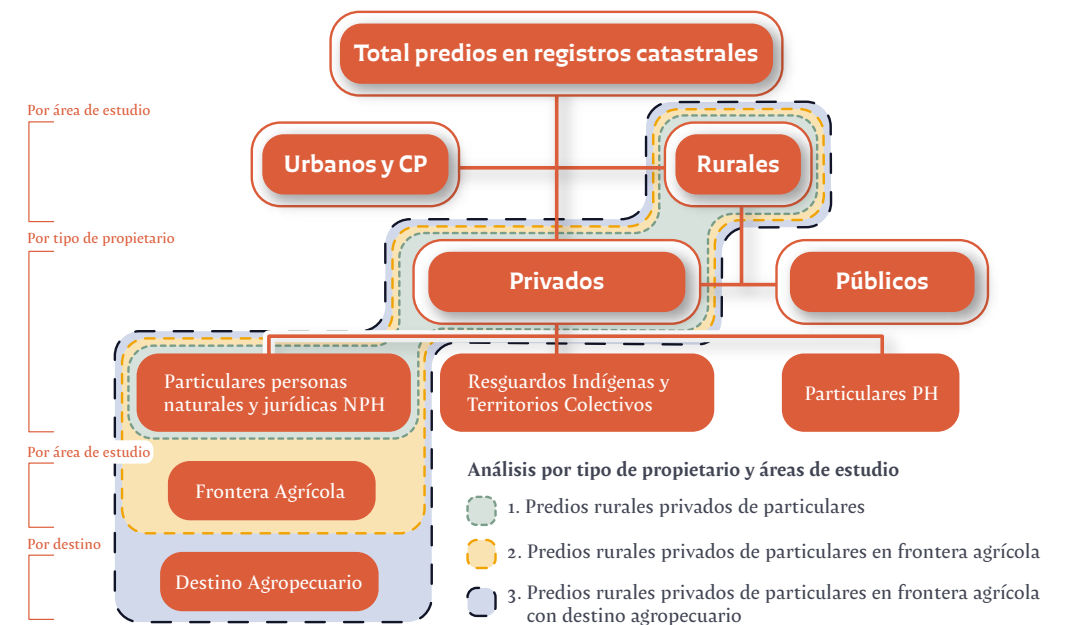 Total predios en registros catastrales
Por área de estudio
Urbanos y CP
Rurales
Por tipo de propietario
Privados
Públicos
Particulares personas
naturales y jurídicas NPH
Resguardos Indígenas y
Territorios Colectivos
Particulares PH
Por área de estudio
Frontera Agrícola
Por destino
Destino Agropecuario
Análisis por tipo de propietario y áreas de estudio
1. Predios rurales privados de particulares
2. Predios rurales privados de particulares en frontera agrícola
3. Predios rurales privados de particulares en frontera agrícola
con destino agropecuario